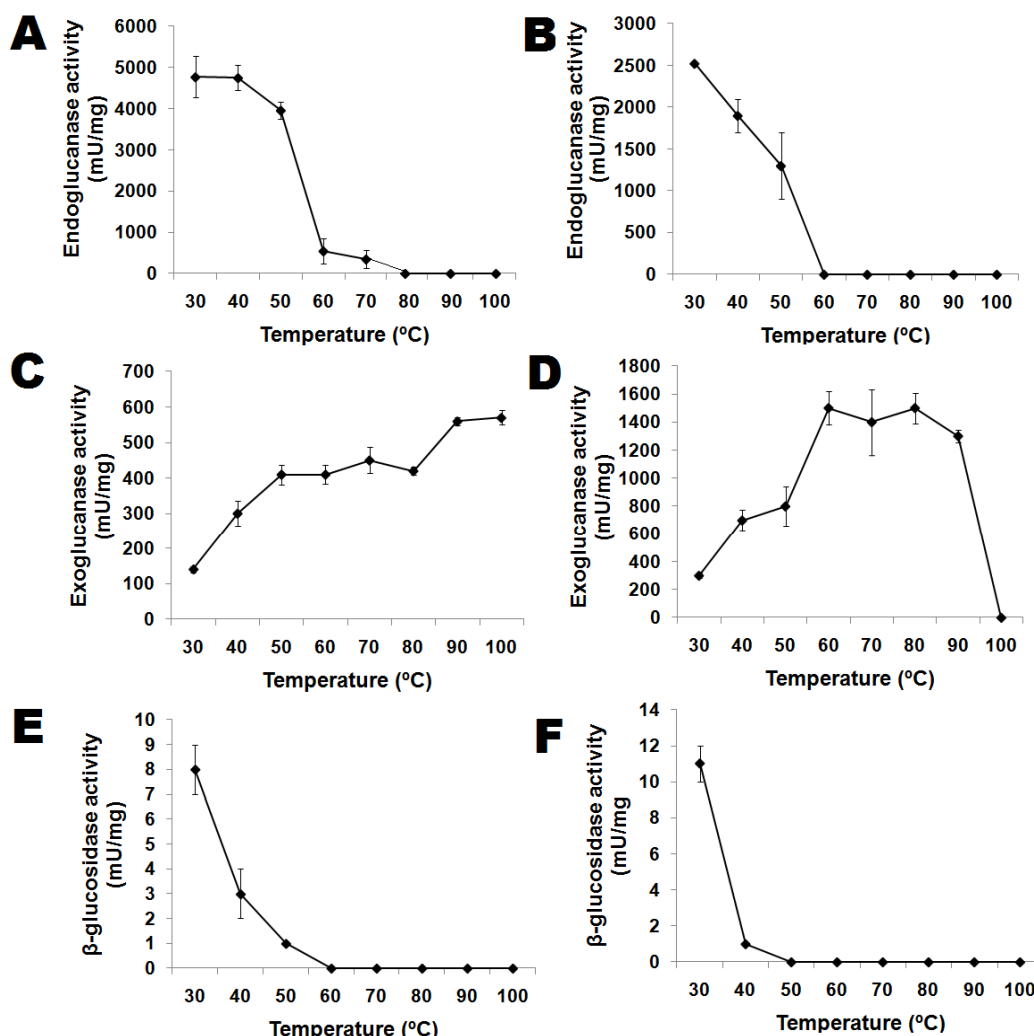 A
Endoglucanase activity
(mU/mg)
6000
5000
4000
3000
2000
1000
0
30 40 50 60 70 80 90 100
Temperature (ºC)
B
Endoglucanase activity
(mU/mg)
3000
2500
2000
1500
1000
500
0
30 40 50 60 70 80 90 100
Temperature (ºC)
C
Exoglucanase activity
(mU/mg)
700
600
500
400
300
200
100
0
30 40 50 60 70 80 90 100
Temperature (ºC)
D
Exoglucanase activity
(mU/mg)
1800
1600
1400
1200
1000
800
600
400
200
0
30 40 50 60 70 80 90 100
Temperature (ºC)
E
β-glucosidase activity
(mU/mg)
10
9
8
7
6
5
4
3
2
1
0
30 40 50 60 70 80 90 100
Temperature (ºC)
F
β-glucosidase activity
(mU/mg
14
12
10
8
6
4
2
0
30 40 50 60 70 80 90 100
Temperature (ºC)